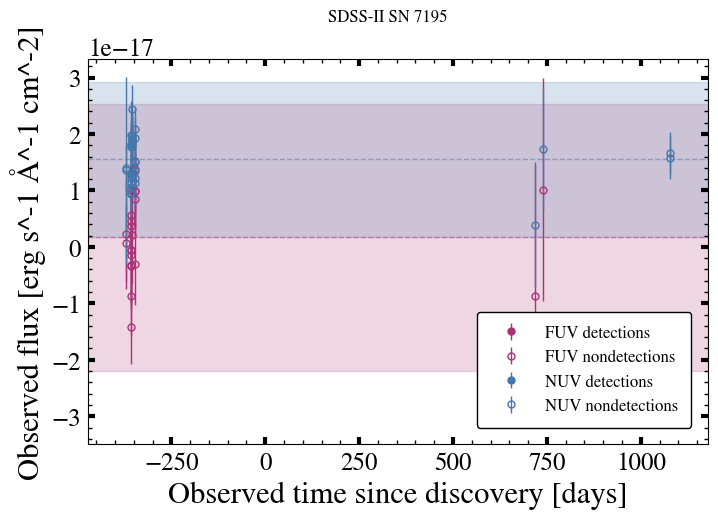 SDSS-II SN 7195
1e−17
Observed flux [erg s^-1 Å^-1 cm^-2]
3
2
1
0
−1
−2
−3
FUV detections
FUV nondetections
NUV detections
NUV nondetections
−250 0 250 500 750 1000
Observed time since discovery [days]